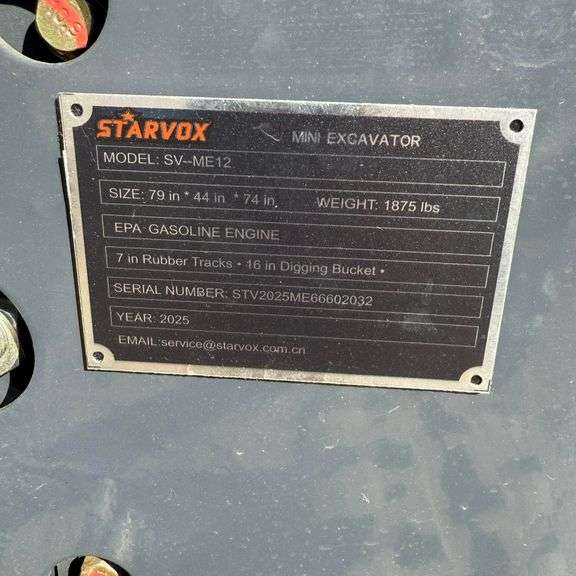 STARVOX MINI EXCAVATOR
MODEL: SV--ME12
SIZE: 79 in * 44 in * 74 in WEIGHT: 1875 lbs
EPA GASOLINE ENGINE
7 in Rubber Tracks • 16 in Digging Bucket •
SERIAL NUMBER: STV2025ME66602032
YEAR: 2025
EMAIL:service@starvox.com.cn